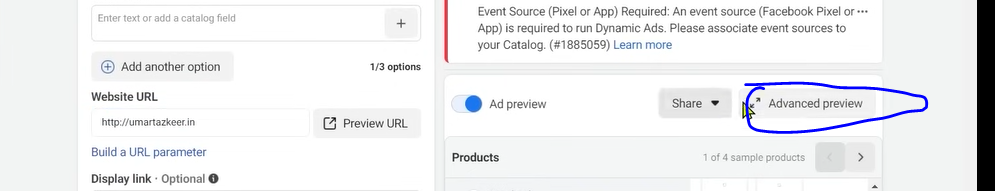 Enter text or add a catalog field
+
Add another option
1/3 options
Website URL
http://umartazkeer.in
Preview URL
Build a URL parameter
Display link · Optional
Event Source (Pixel or App) Required: An event source (Facebook Pixel or ···
App) is required to run Dynamic Ads. Please associate event sources to
your Catalog. (#1885059) Learn more
Ad preview
Share
Advanced preview
Products
1 of 4 sample products